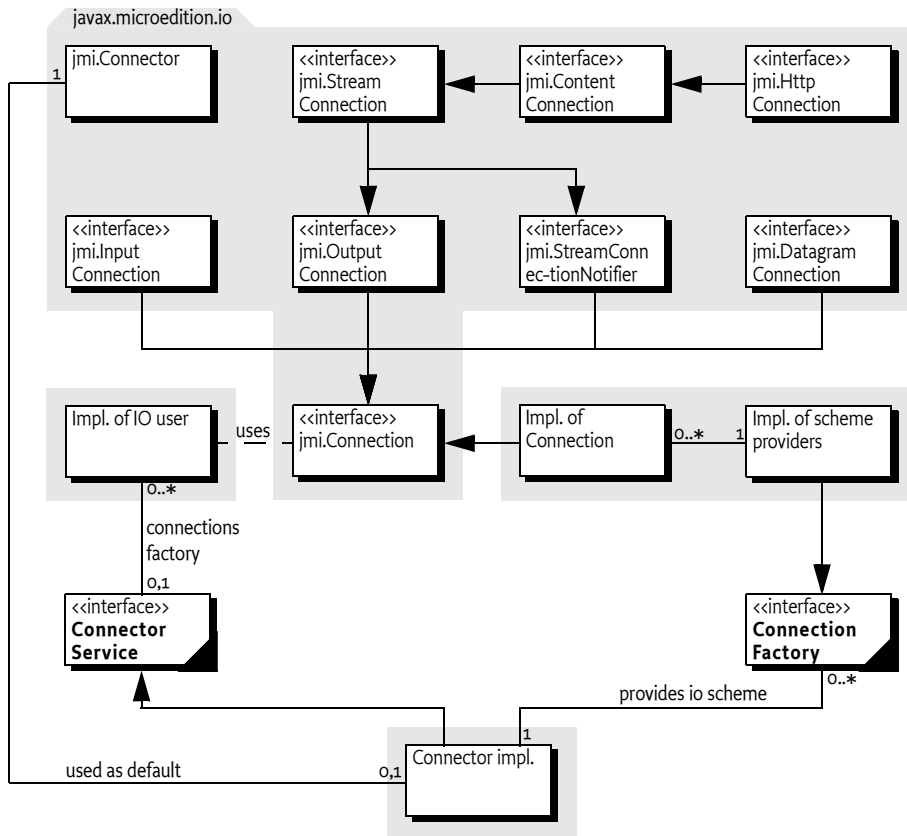 javax.microedition.io
jmi.Connector
1
<<interface>>
jmi.Stream
Connection
<<interface>>
jmi.Content
Connection
<<interface>>
jmi.Http
Connection
<<interface>>
jmi.Input
Connection
<<interface>>
jmi.Output
Connection
<<interface>>
jmi.StreamConn
ec-tionNotifier
<<interface>>
jmi.Datagram
Connection
Impl. of IO user
uses
<<interface>>
jmi.Connection
Impl. of
Connection
0..*
1
Impl. of scheme
providers
0..*
connections
factory
0,1
<<interface>>
Connector
Service
<<interface>>
Connection
Factory
0..*
provides io scheme
1
Connector impl.
used as default
0,1